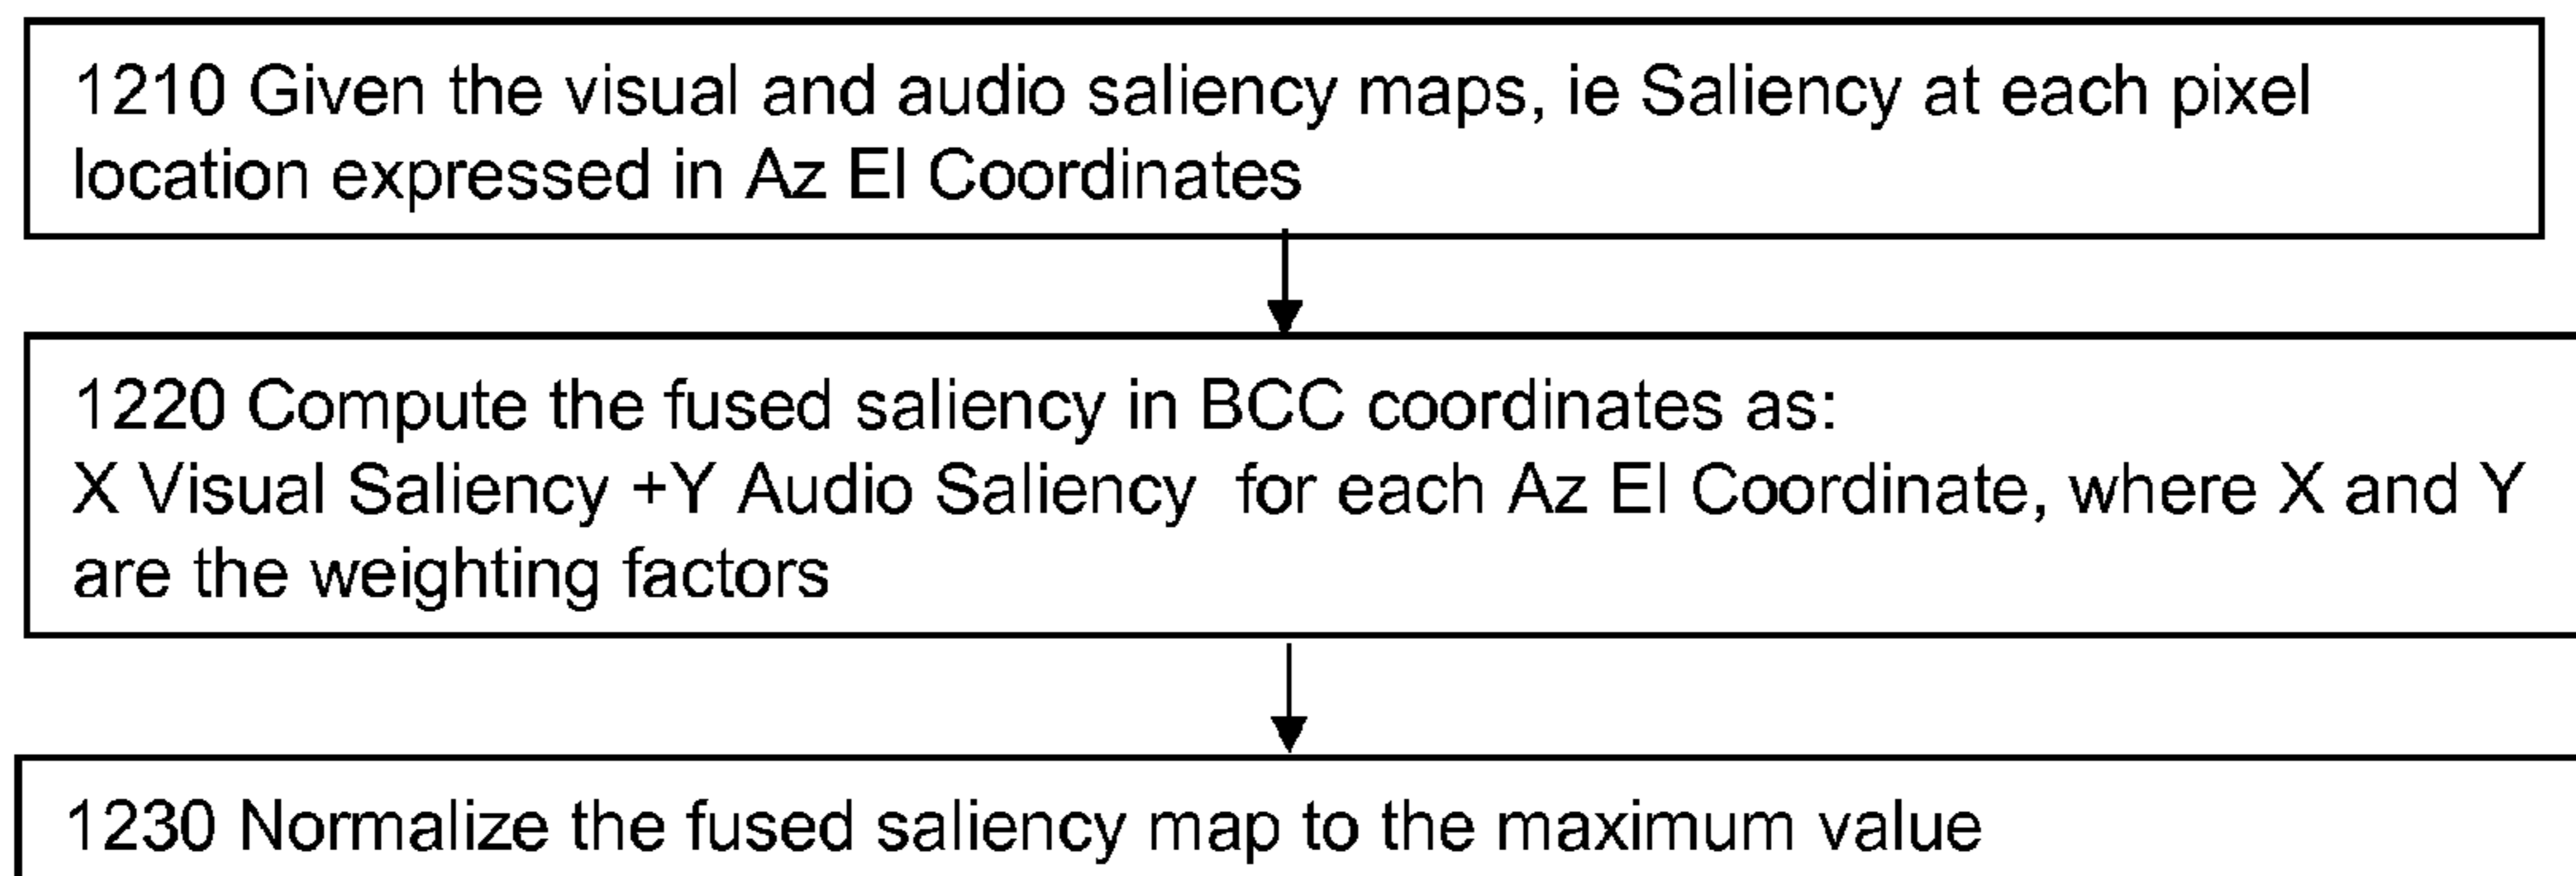 1210 Given the visual and audio saliency maps, ie Saliency at each pixel
location expressed in Az El Coordinates
1220 Compute the fused saliency in BCC coordinates as:
X Visual Saliency +Y Audio Saliency for each Az El Coordinate, where X and Y
are the weighting factors
1230 Normalize the fused saliency map to the maximum value